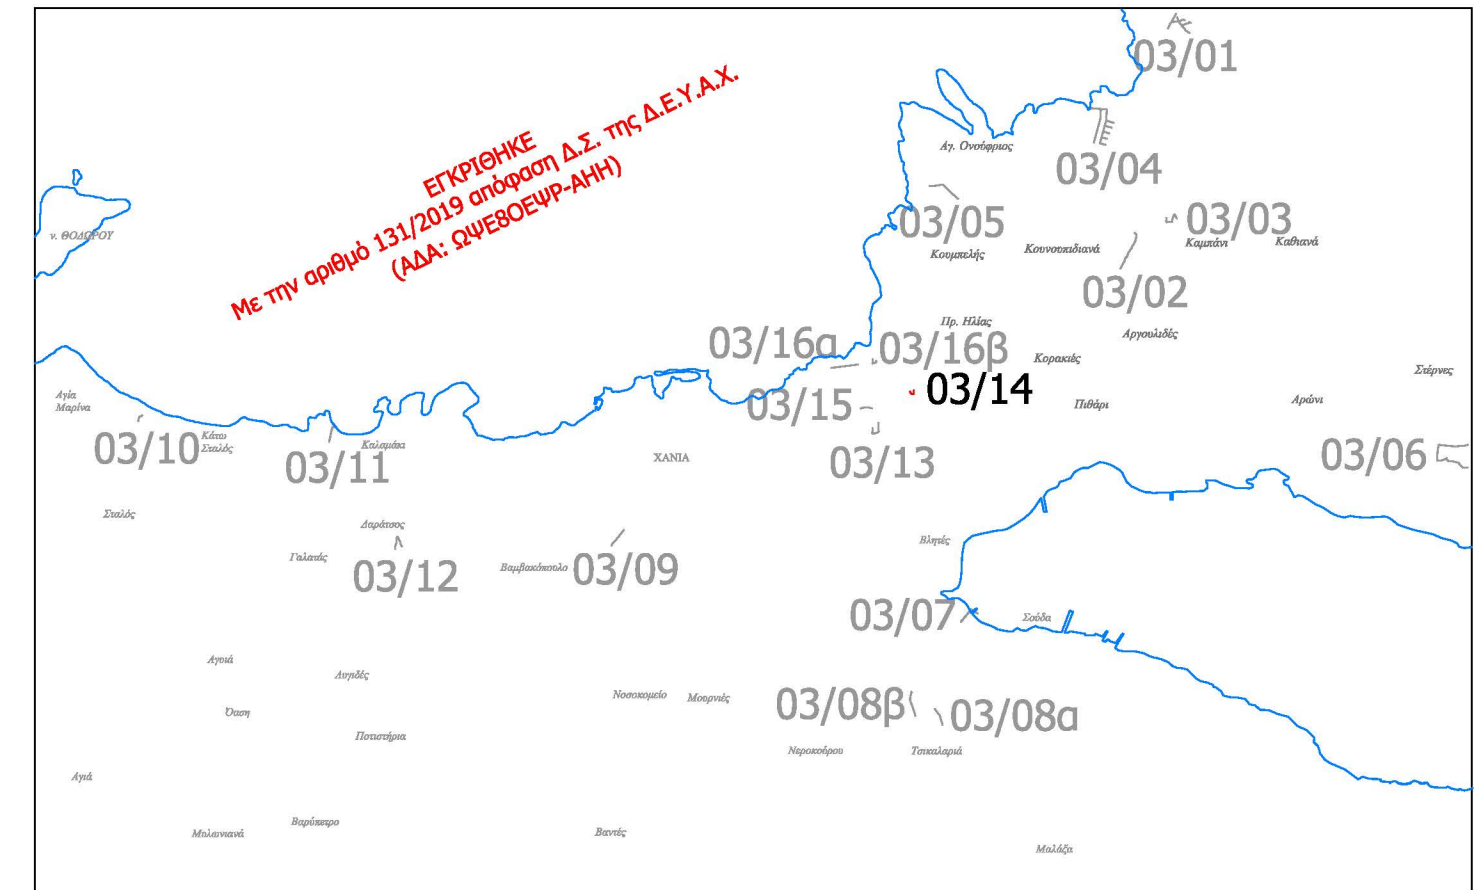 03/01
ΕΓΚΡΙΘΗΚΕ
Με την αριθμό 131/2019 απόφαση Δ.Σ. της Δ.Ε.Υ.Α.Χ.
(ΑΔΑ: ΩΨΕ8ΟΕΨΡ-ΑΗΗ)
Αγ. Ονούφριος
03/04
ν. ΘΟΔΩΡΟΥ
03/05
03/03
Κουμπελής
Κουνουπιδιανά
Καμπάνι
Καθιανά
03/02
Πρ. Ηλίας
Αργουλιδές
03/16α
03/16β
Κορακιές
Στέρνες
Αγία
Μαρίνα
03/15
03/14
Πιθάρι
Αρώνι
03/10
Κάτω
Σταλός
03/11
Καλαμάκι
ΧΑΝΙΑ
03/13
03/06
Σταλός
Δαράτσος
Γαλατάς
03/12
Βαμβακόπουλο
03/09
Βλητές
03/07
Σούδα
Αγυιά
Λυγιδές
Νοσοκομείο
Μουρνιές
03/08β
03/08α
Όαση
Ποτιστήρια
Νεροκούρου
Τσικαλαριά
Αγιά
Μπλουνιανά
Βαρύπετρο
Βαντές
Μαλάξα